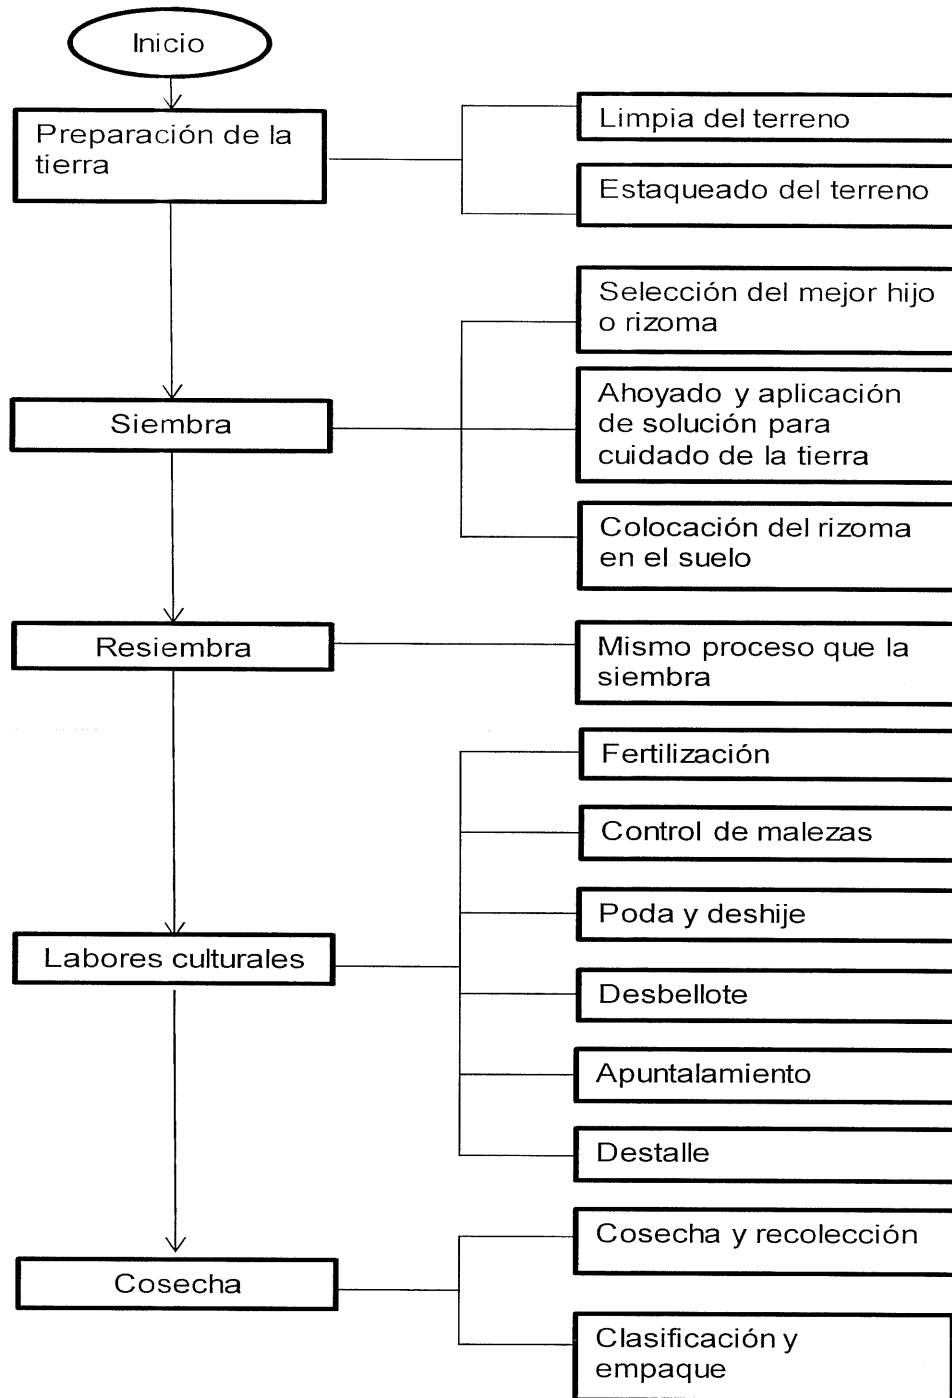 Inicio
Preparación de la
tierra
Limpia del terreno
Estaqueado del terreno
Siembra
Selección del mejor hijo
o rizoma
Ahoyado y aplicación
de solución para
cuidado de la tierra
Colocación del rizoma
en el suelo
Resiembra
Mismo proceso que la
siembra
Labores culturales
Fertilización
Control de malezas
Poda y deshije
Desbellote
Apuntalamiento
Destalle
Cosecha
Cosecha y recolección
Clasificación y
empaque